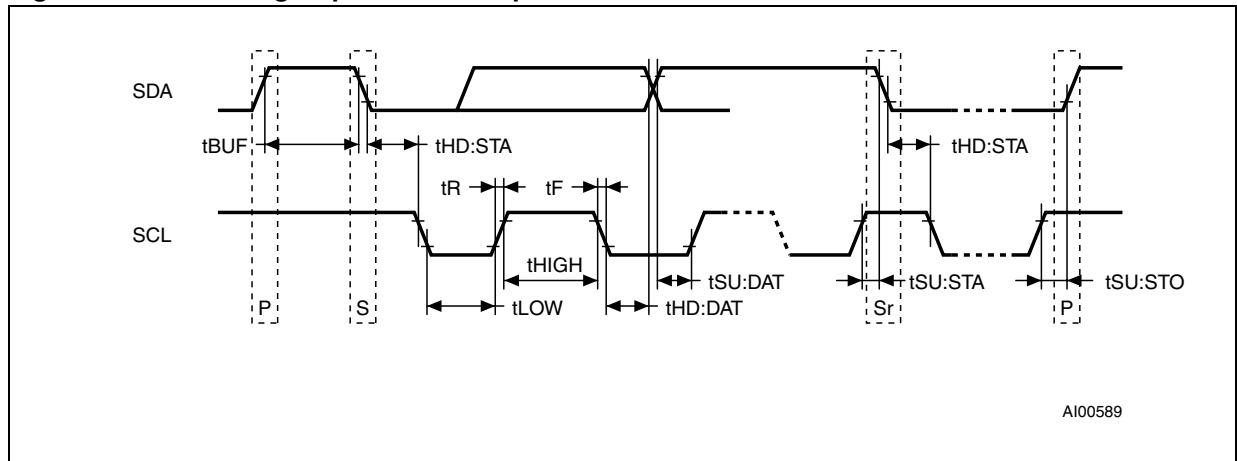 SDA
tBUF
tHD:STA
tHD:STA
tR
tF
SCL
tHIGH
tSU:DAT
tSU:STA
tSU:STO
P
S
tLOW
tHD:DAT
Sr
P
AI00589